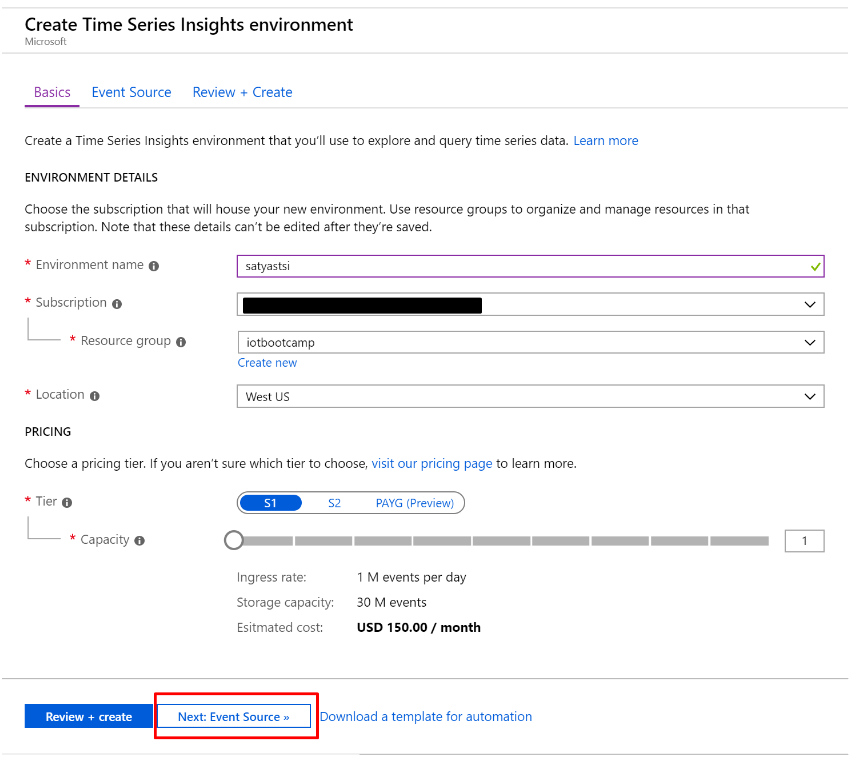 Create Time Series Insights environment
Microsoft
Basics Event Source Review + Create
Create a Time Series Insights environment that you'll use to explore and query time series data. Learn more
ENVIRONMENT DETAILS
Choose the subscription that will house your new environment. Use resource groups to organize and manage resources in that
subscription. Note that these details can't be edited after they're saved.
* Environment name satyastsi
* Subscription
* Resource group iotbootcamp
Create new
* Location West US
PRICING
Choose a pricing tier. If you aren't sure which tier to choose, visit our pricing page to learn more.
* Tier S1 S2 PAYG (Preview)
* Capacity 1
Ingress rate: 1 M events per day
Storage capacity: 30 M events
Esitmated cost: USD 150.00 / month
Review + create Next: Event Source » Download a template for automation